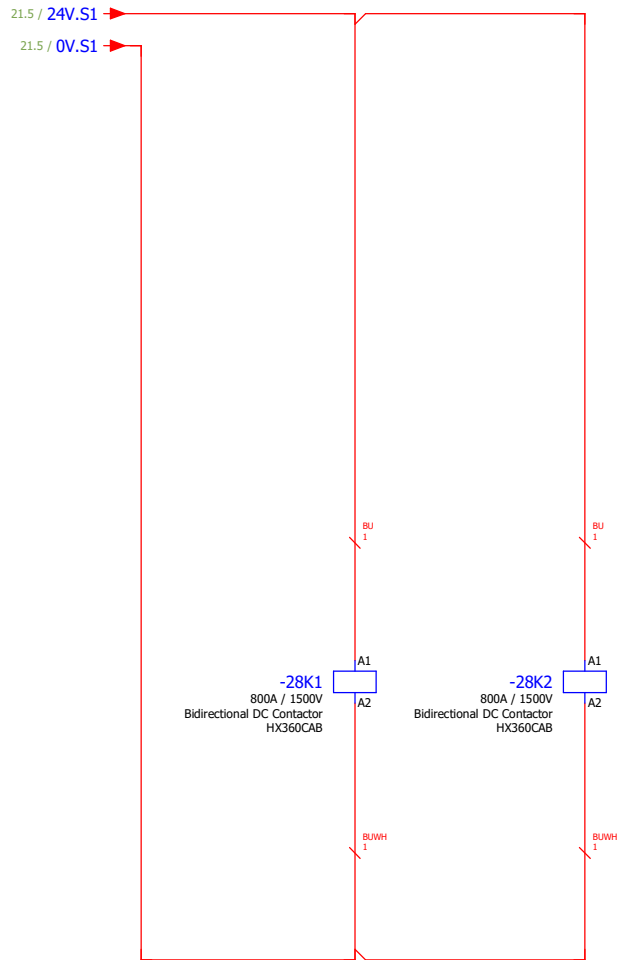 21.5 / 24V.S1
21.5 / 0V.S1
BU
1
BU
1
A1
-28K1
800A / 1500V
A2
Bidirectional DC Contactor
HX360CAB
A1
-28K2
800A / 1500V
A2
Bidirectional DC Contactor
HX360CAB
BUWH
1
BUWH
1